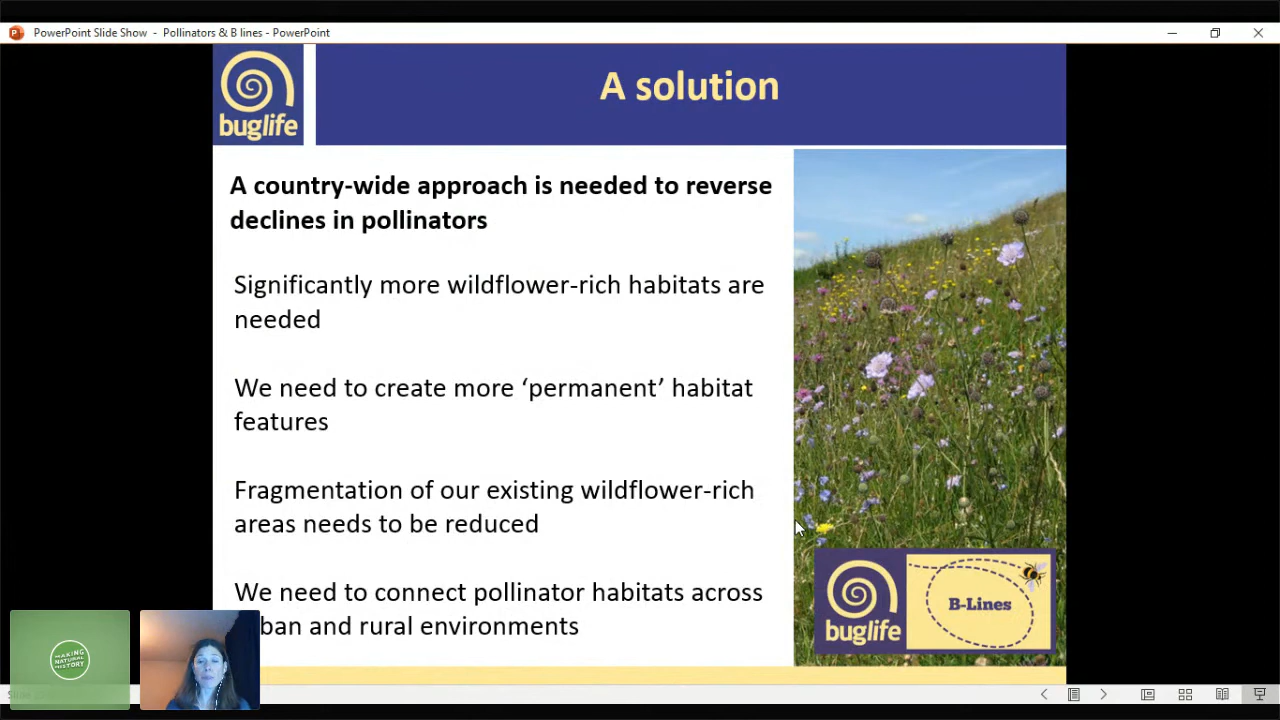 PowerPoint Slide Show - Pollinators & B lines - PowerPoint
buglife
A solution
A country-wide approach is needed to reverse
declines in pollinators
Significantly more wildflower-rich habitats are
needed
We need to create more ‘permanent’ habitat
features
Fragmentation of our existing wildflower-rich
areas needs to be reduced
We need to connect pollinator habitats across
ban and rural environments
buglife
B-Lines
MAKING
NATURAL
HISTORY